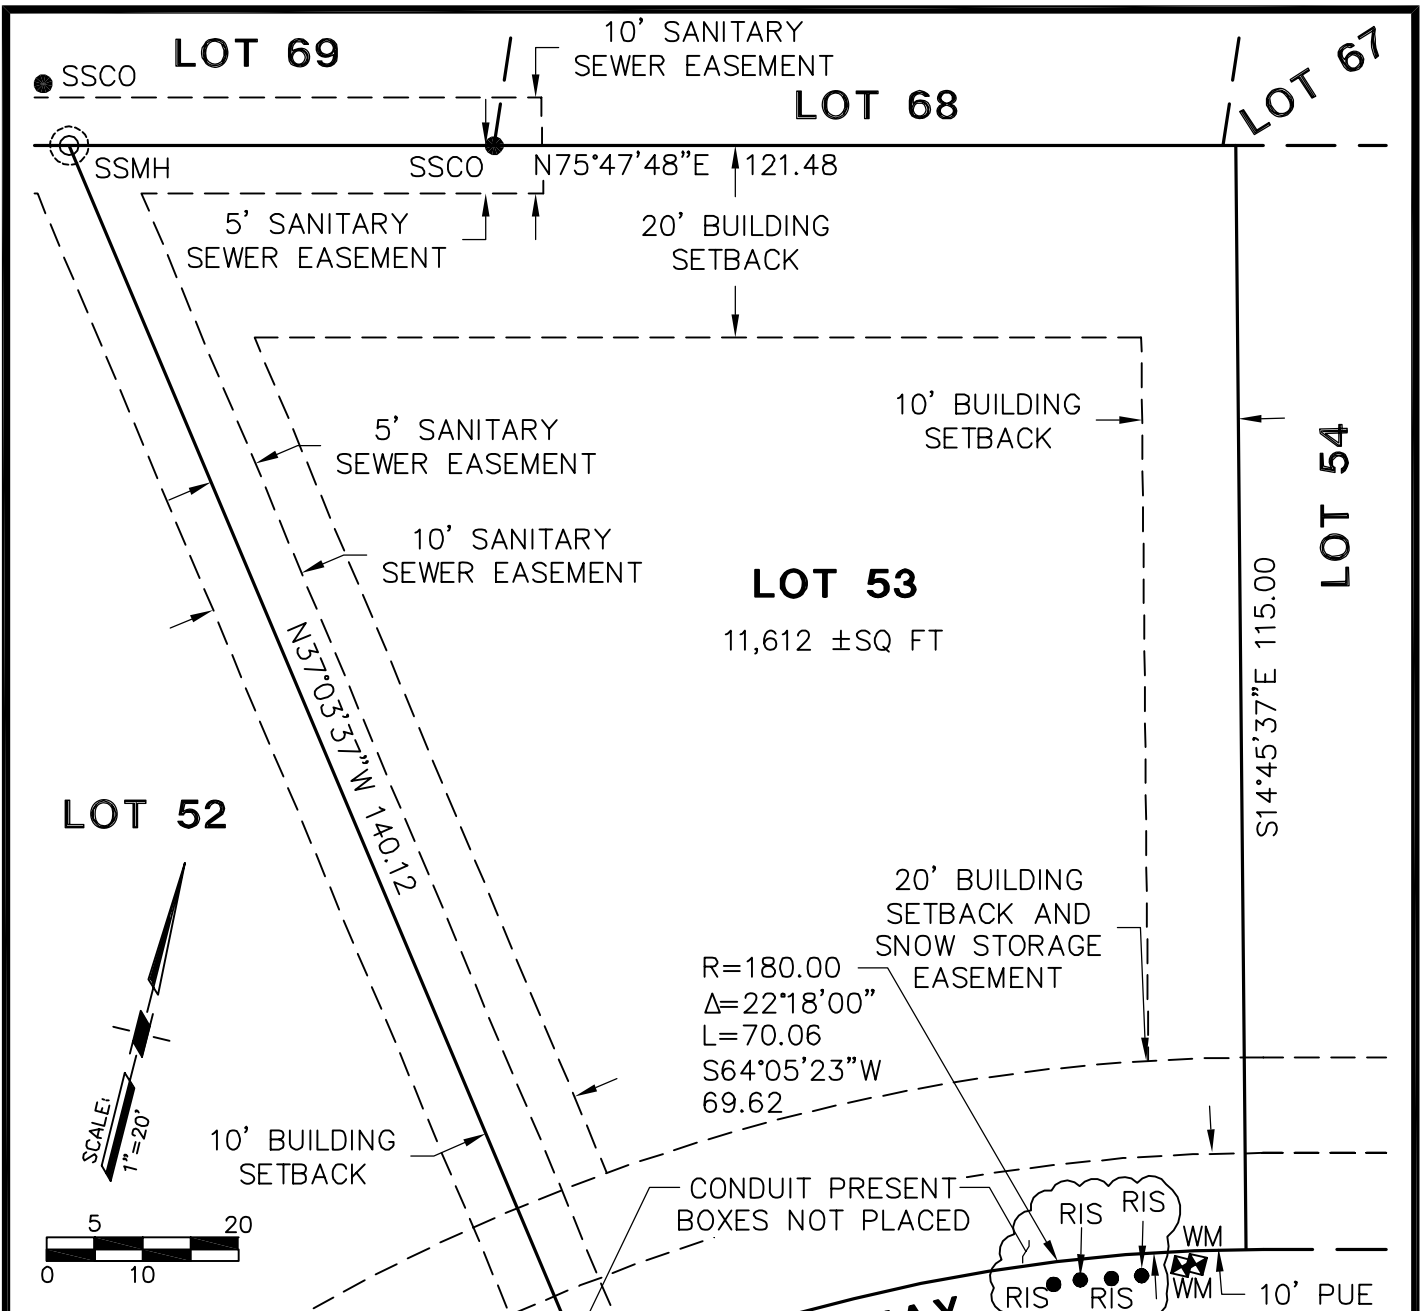 LOT 69
10' SANITARY
SEWER EASEMENT
LOT 67
SSCO
LOT 68
SSMH
SSCO
N75°47'48"E 121.48
5' SANITARY
SEWER EASEMENT
20' BUILDING
SETBACK
10' BUILDING
SETBACK
5' SANITARY
SEWER EASEMENT
LOT 54
10' SANITARY
SEWER EASEMENT
LOT 53
11,612 ±SQ FT
N37°03'37"W 140.12
S14°45'37"E 115.00
LOT 52
20' BUILDING
SETBACK AND
SNOW STORAGE
EASEMENT
R=180.00
Δ=22°18'00"
L=70.06
S64°05'23"W
69.62
SCALE:
1"=20'
10' BUILDING
SETBACK
CONDUIT PRESENT
BOXES NOT PLACED
RIS
RIS
WM
5
20
0
10
RIS
RIS
WM
10' PUE